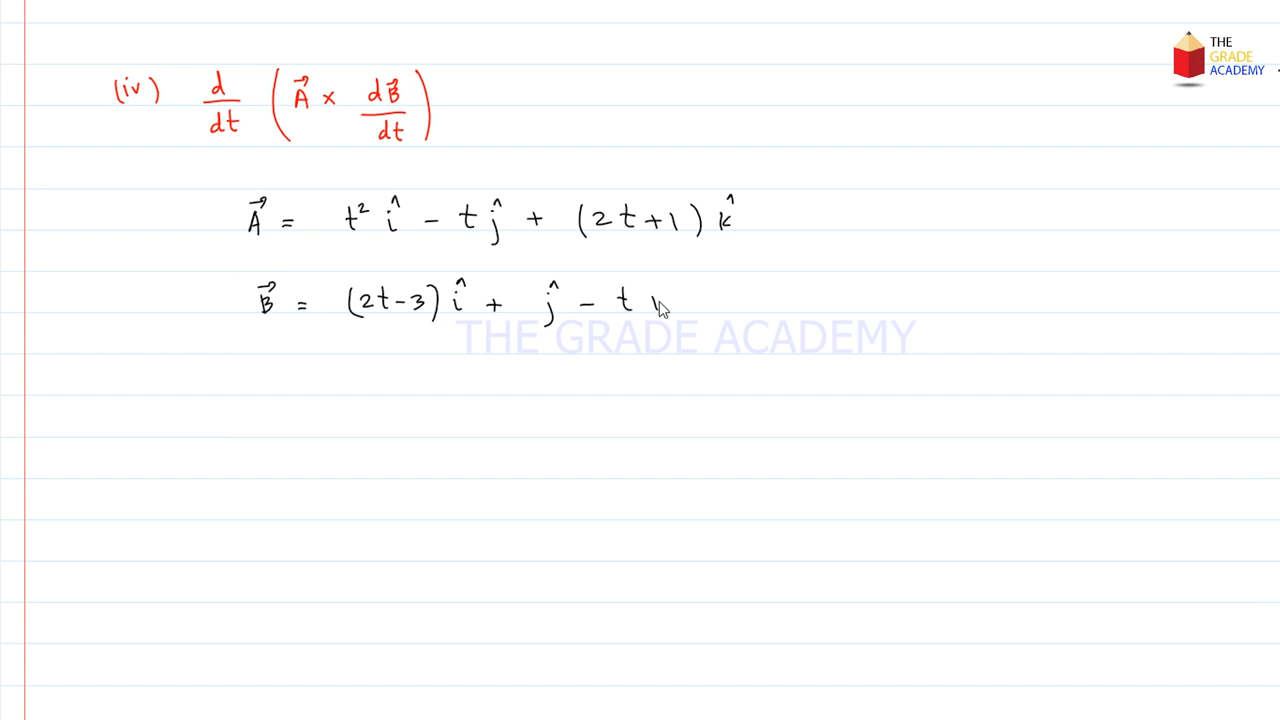 THE
GRADE
ACADEMY
(iv) d/dt (A⃗ × dB⃗/dt)
A⃗ = t² î − t ĵ + (2t+1) k̂
B⃗ = (2t−3) î + ĵ − t
THE GRADE ACADEMY